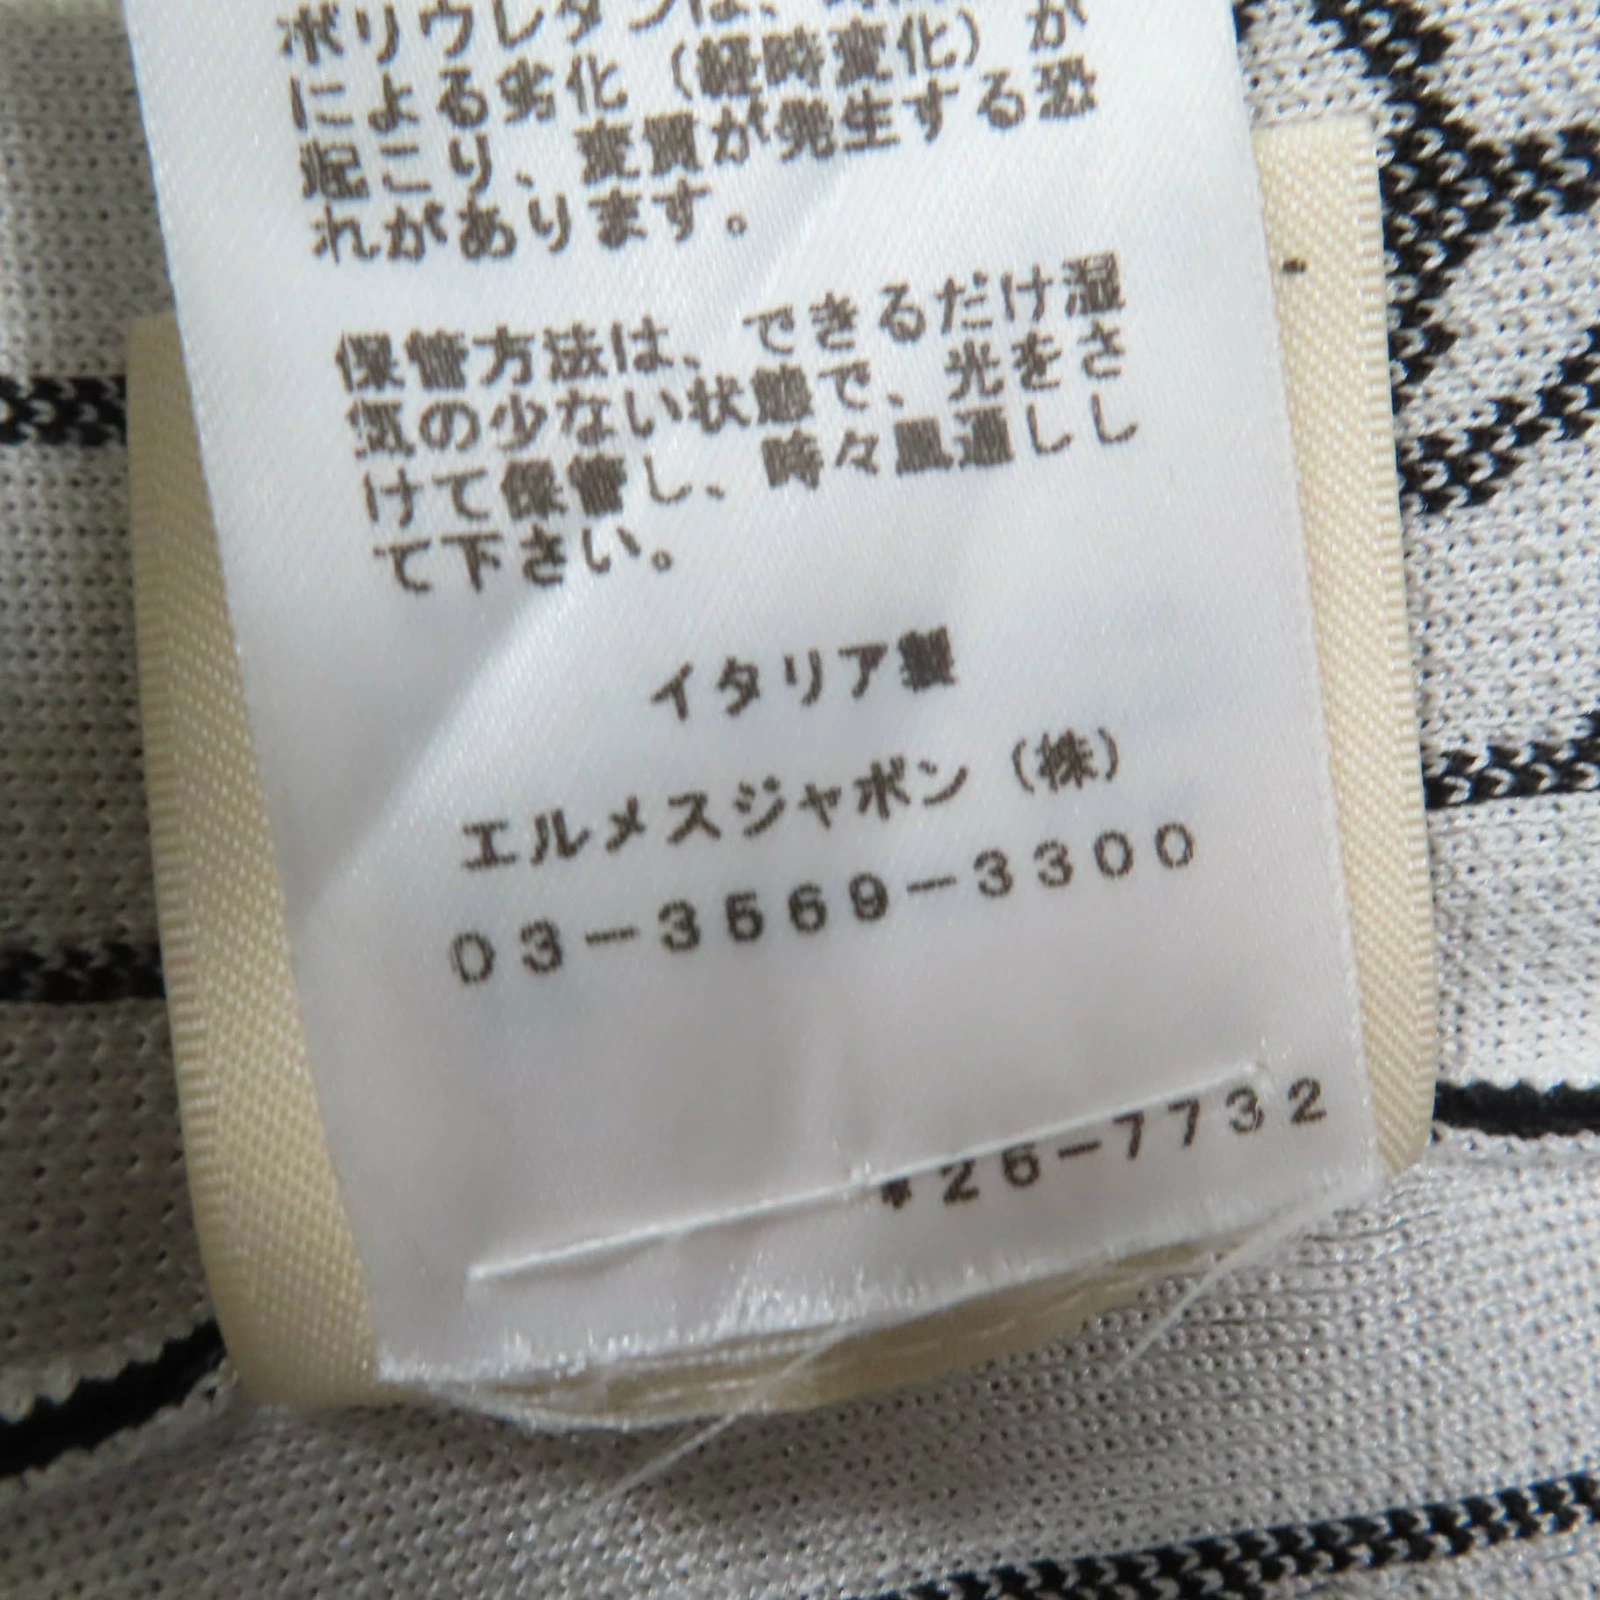 ポリウレタンは、時
による劣化（経時変化）が
起こり、変質が発生する恐
れがあります。
保管方法は、できるだけ湿
気の少ない状態で、光をさ
けて保管し、時々風通しし
て下さい。
イタリア製
エルメスジャポン（株）
03-3569-3300
*26-7732